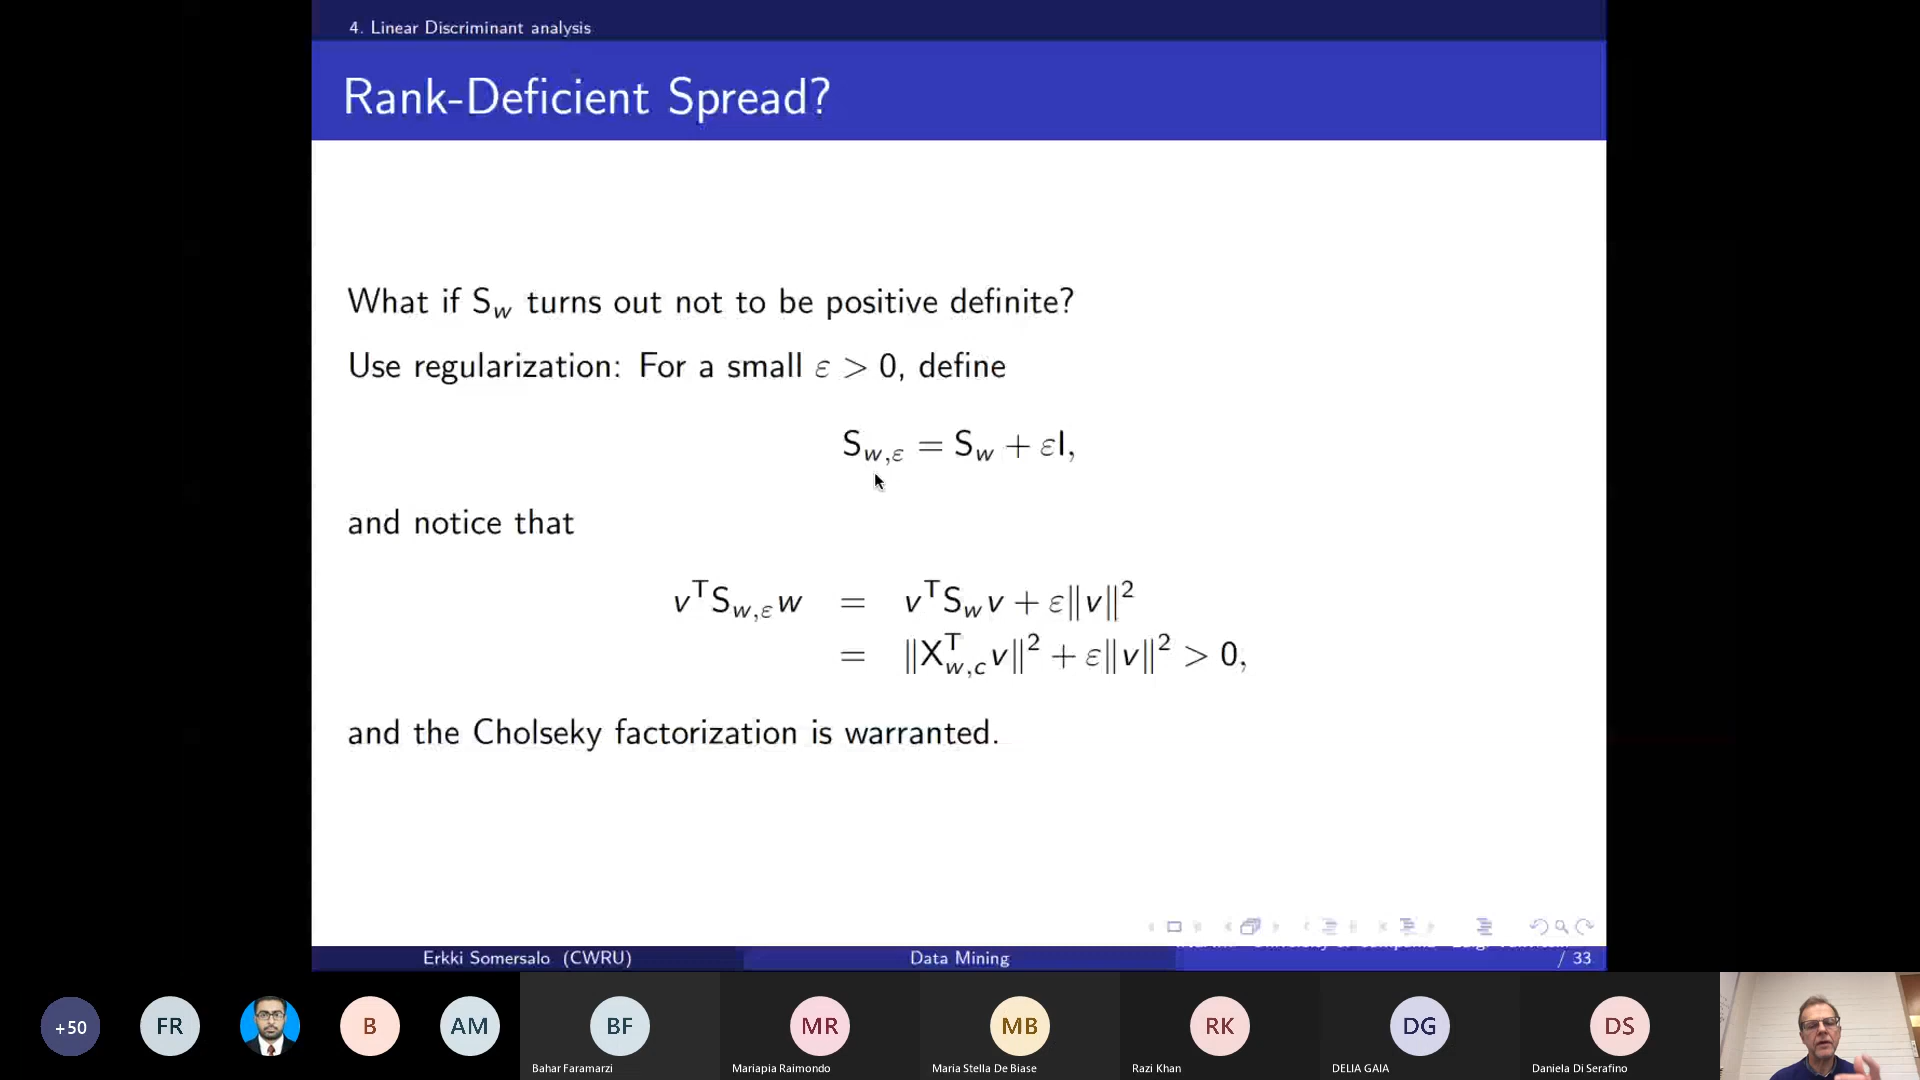 4. Linear Discriminant analysis
Rank-Deficient Spread?
What if S_w turns out not to be positive definite?
Use regularization: For a small ε > 0, define
S_{w,ε} = S_w + εI,
and notice that
v^T S_{w,ε} w = v^T S_w v + ε‖v‖²
= ‖X^T_{w,c} v‖² + ε‖v‖² > 0,
and the Cholseky factorization is warranted.
Erkki Somersalo (CWRU) Data Mining / 33
+50 FR B AM BF MR MB RK DG DS
Bahar Faramarzi Mariapia Raimondo Maria Stella De Biase Razi Khan DELIA GAIA Daniela Di Serafino